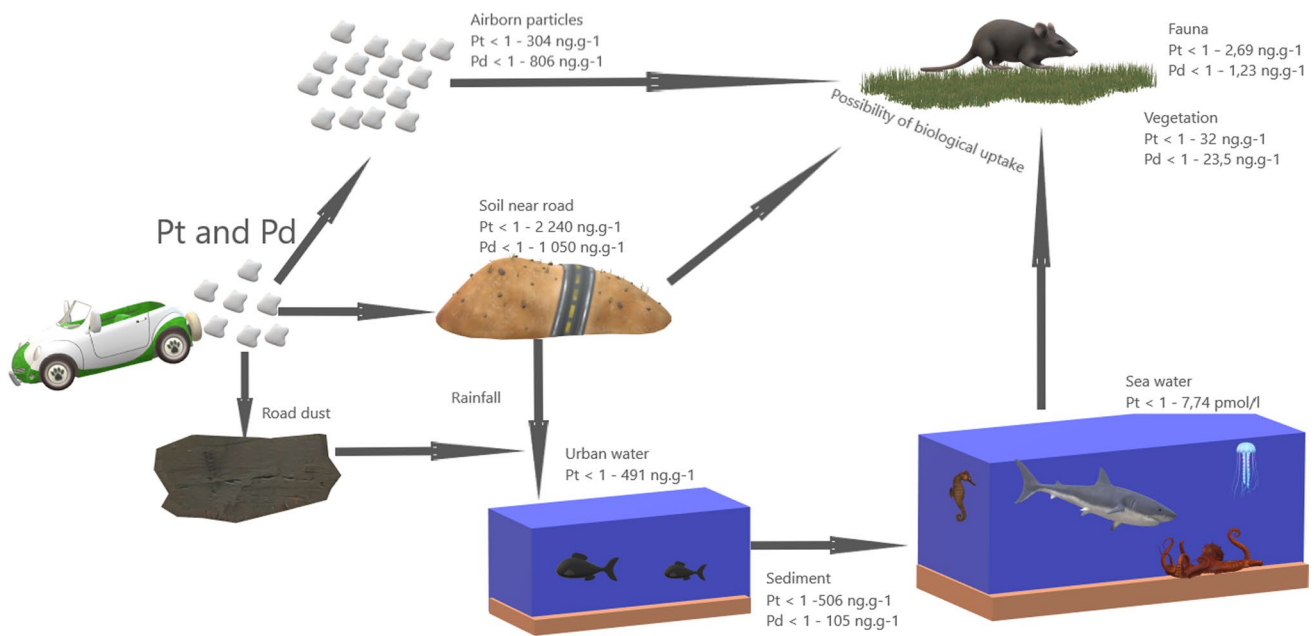 Airborn particles
Pt < 1 - 304 ng.g-1
Pd < 1 - 806 ng.g-1
Fauna
Pt < 1 - 2,69 ng.g-1
Pd < 1 - 1,23 ng.g-1
Possibility of biological uptake
Vegetation
Pt < 1 - 32 ng.g-1
Pd < 1 - 23,5 ng.g-1
Pt and Pd
Soil near road
Pt < 1 - 2 240 ng.g-1
Pd < 1 - 1 050 ng.g-1
Road dust
Rainfall
Urban water
Pt < 1 - 491 ng.g-1
Sea water
Pt < 1 - 7,74 pmol/l
Sediment
Pt < 1 -506 ng.g-1
Pd < 1 - 105 ng.g-1